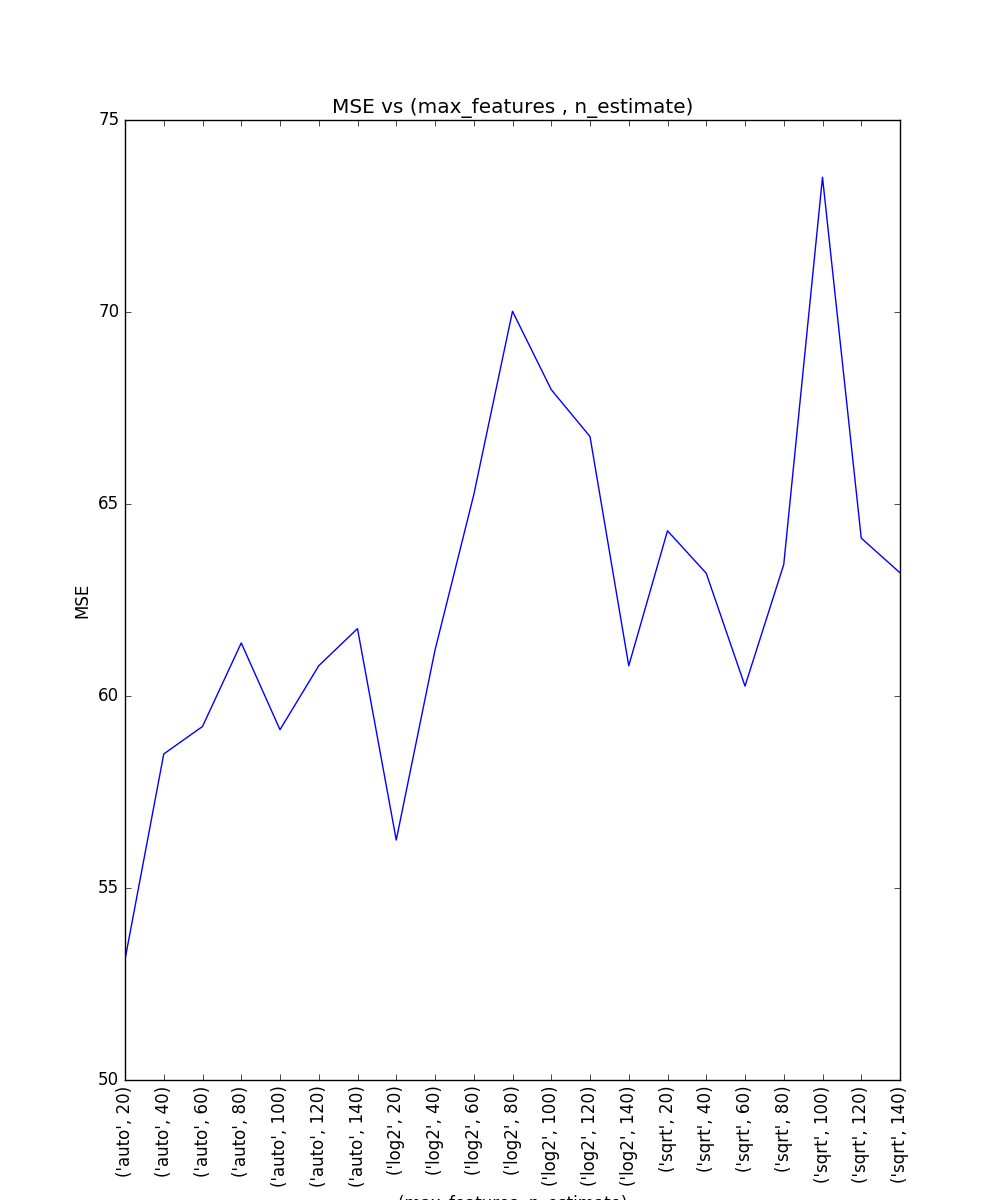 MSE vs (max_features , n_estimate)
75
70
65
60
55
50
MSE
('auto', 20)
('auto', 40)
('auto', 60)
('auto', 80)
('auto', 100)
('auto', 120)
('auto', 140)
('log2', 20)
('log2', 40)
('log2', 60)
('log2', 80)
('log2', 100)
('log2', 120)
('log2', 140)
('sqrt', 20)
('sqrt', 40)
('sqrt', 60)
('sqrt', 80)
('sqrt', 100)
('sqrt', 120)
('sqrt', 140)
(max_features, n_estimate)